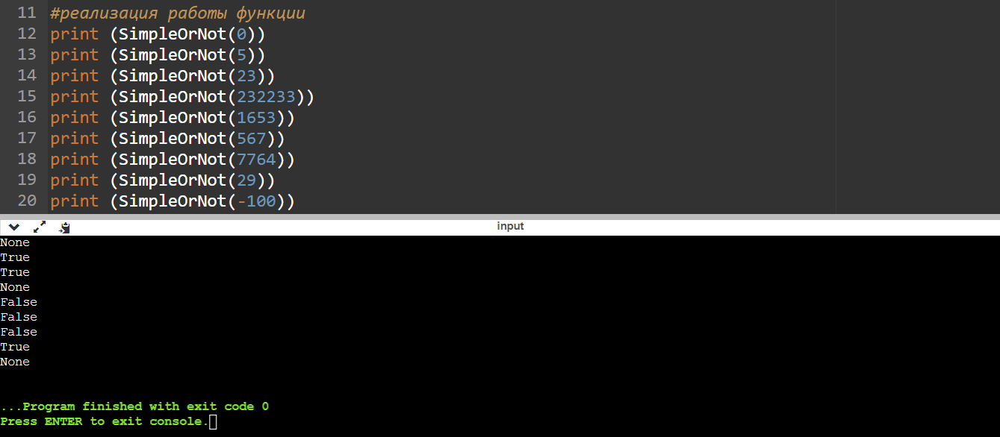 11 #реализация работы функции
12 print (SimpleOrNot(0))
13 print (SimpleOrNot(5))
14 print (SimpleOrNot(23))
15 print (SimpleOrNot(232233))
16 print (SimpleOrNot(1653))
17 print (SimpleOrNot(567))
18 print (SimpleOrNot(7764))
19 print (SimpleOrNot(29))
20 print (SimpleOrNot(-100))
input
None
True
True
None
False
False
False
True
None
...Program finished with exit code 0
Press ENTER to exit console.